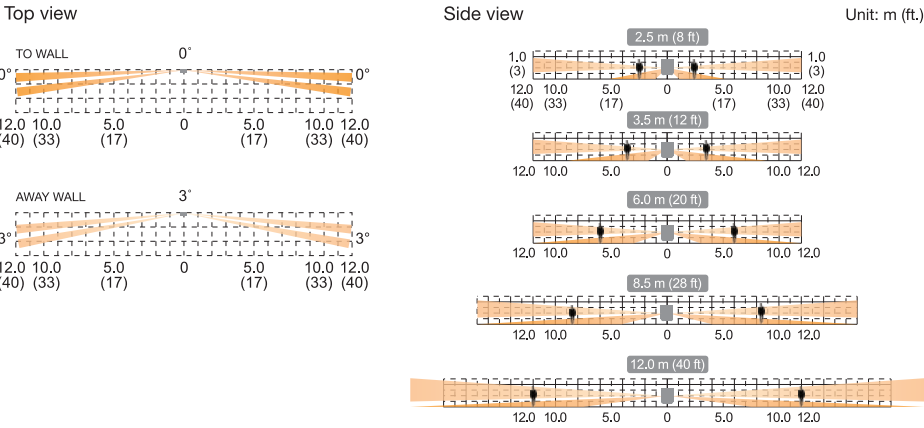 Top view
TO WALL
0°
0° 0°
12.0 10.0 5.0 0 5.0 10.0 12.0
(40) (33) (17) (17) (33) (40)
AWAY WALL
3°
3° 3°
12.0 10.0 5.0 0 5.0 10.0 12.0
(40) (33) (17) (17) (33) (40)
Side view
Unit: m (ft.)
2.5 m (8 ft)
1.0 1.0
(3) (3)
12.0 10.0 5.0 0 5.0 10.0 12.0
(40) (33) (17) (17) (33) (40)
3.5 m (12 ft)
12.0 10.0 5.0 0 5.0 10.0 12.0
6.0 m (20 ft)
12.0 10.0 5.0 0 5.0 10.0 12.0
8.5 m (28 ft)
12.0 10.0 5.0 0 5.0 10.0 12.0
12.0 m (40 ft)
12.0 10.0 5.0 0 5.0 10.0 12.0